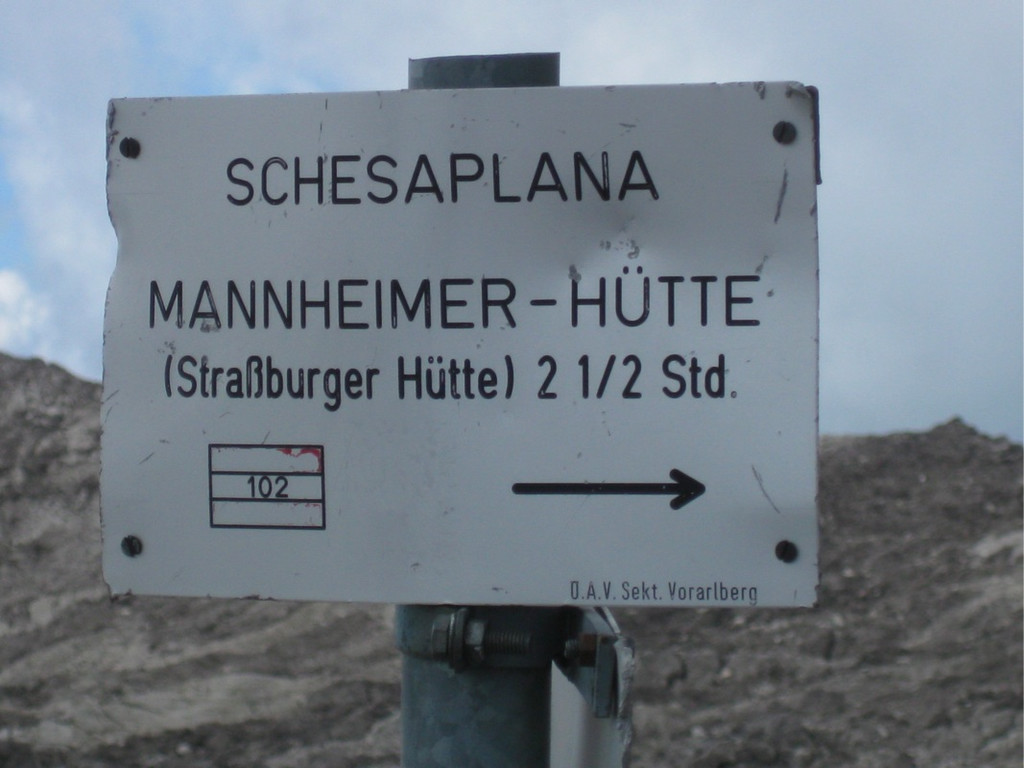 SCHESAPLANA
MANNHEIMER-HÜTTE
(Straßburger Hütte) 2 1/2 Std.
102
Ö.A.V. Sekt. Vorarlberg